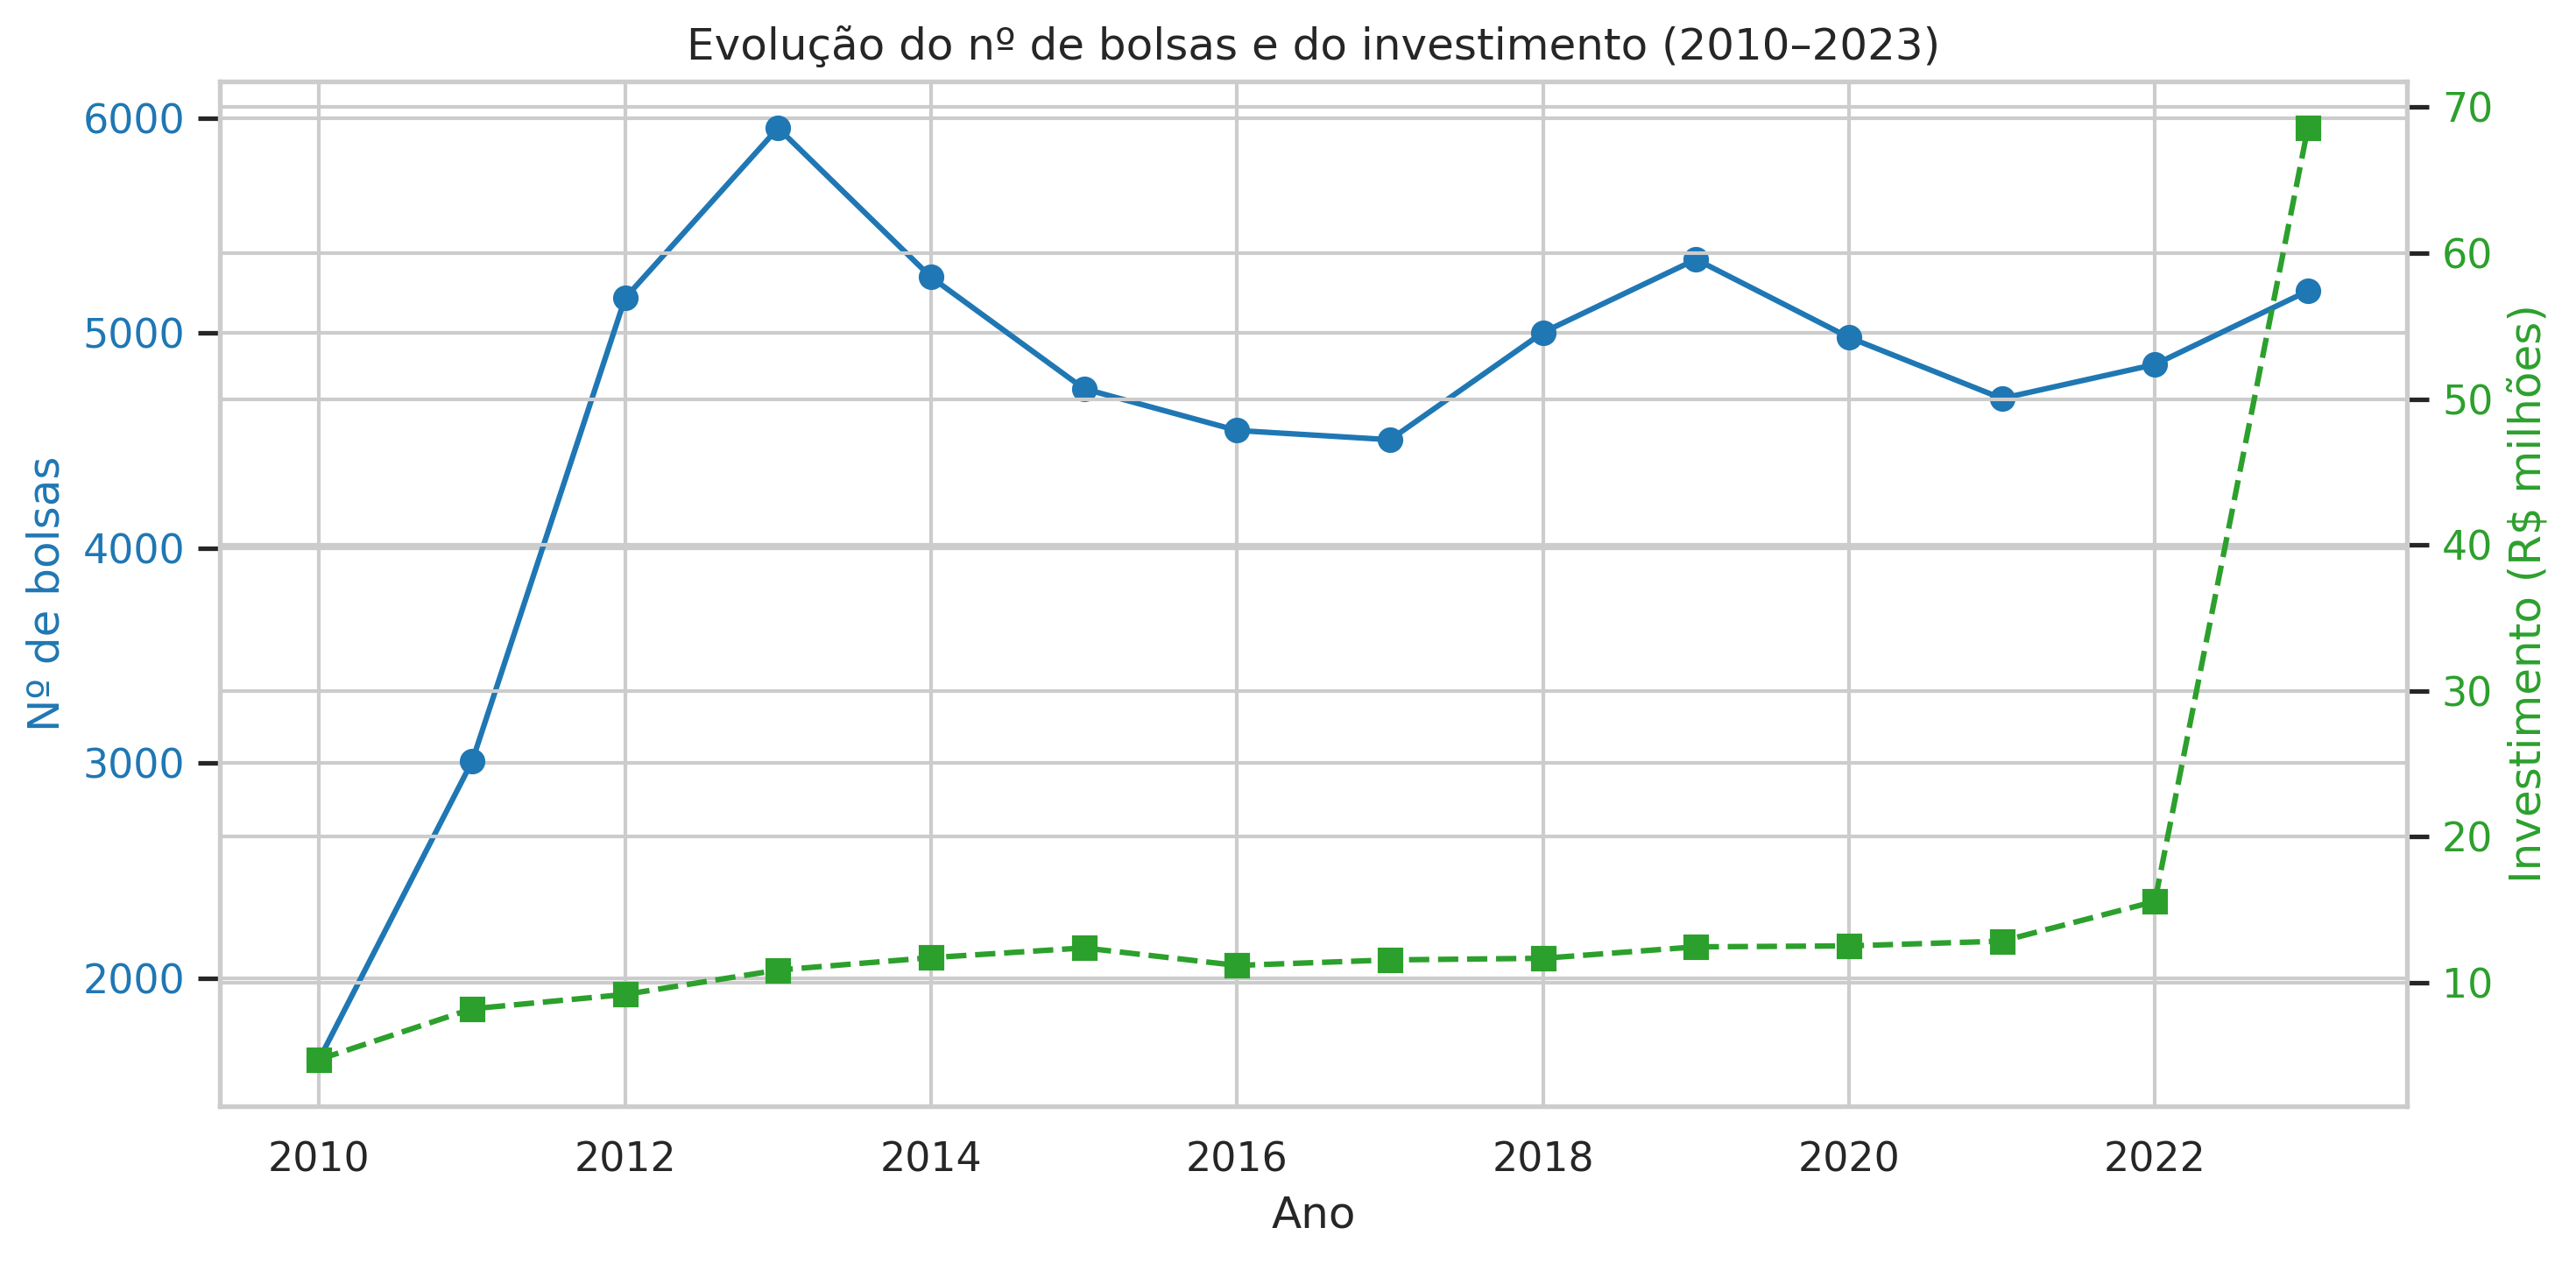 Evolução do nº de bolsas e do investimento (2010–2023)
6000
5000
4000
3000
2000
Nº de bolsas
70
60
50
40
30
20
10
Investimento (R$ milhões)
2010 2012 2014 2016 2018 2020 2022
Ano